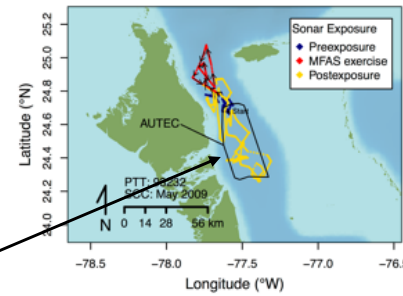 25.2
25.0
24.8
24.6
24.4
24.2
24.0
Latitude (°N)
Sonar Exposure
Preexposure
MFAS exercise
Postexposure
Start
AUTEC
PTT: 93232
SCC: May 2009
N
0 14 28 56 km
−78.5 −78.0 −77.5 −77.0 −76.5
Longitude (°W)